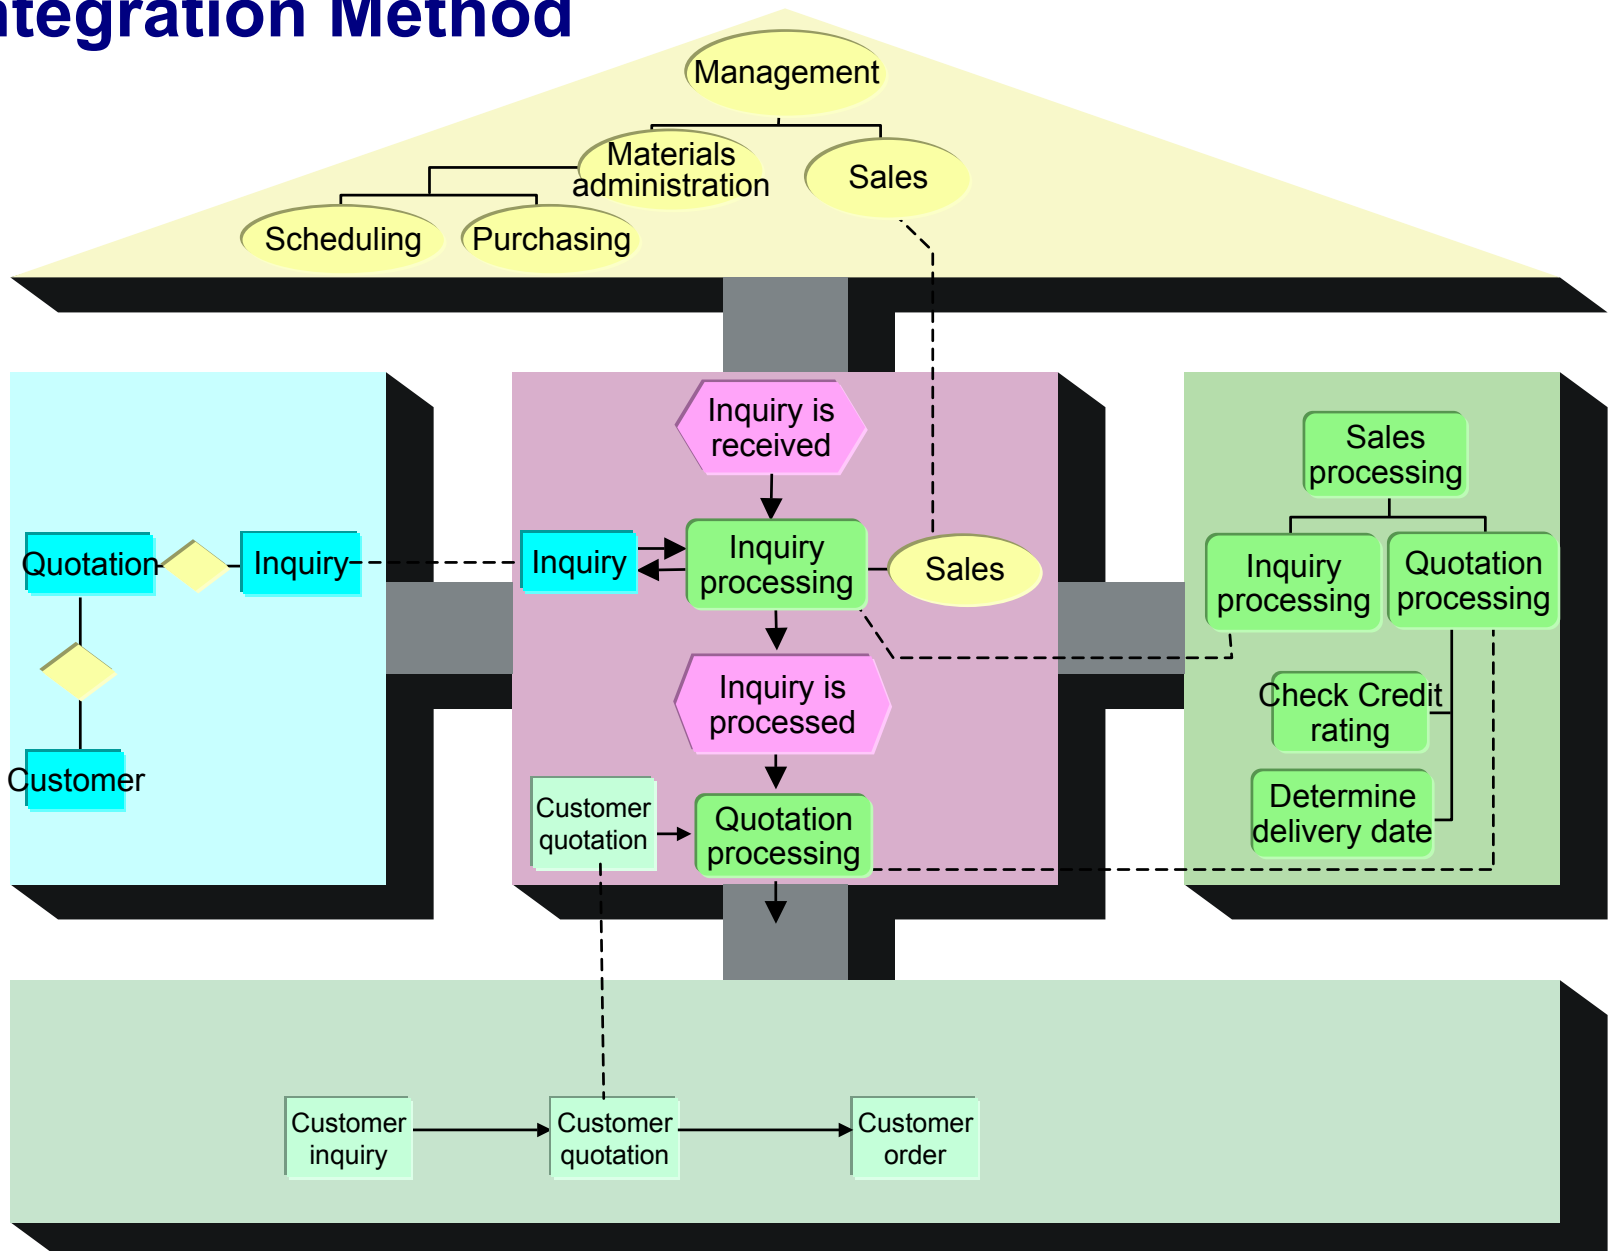 ntegration Method
Management
Materials
administration
Sales
Scheduling
Purchasing
Inquiry is
received
Sales
processing
Quotation
Inquiry
Inquiry
Inquiry
processing
Sales
Inquiry
processing
Quotation
processing
Inquiry is
processed
Check Credit
rating
Customer
Customer
quotation
Quotation
processing
Determine
delivery date
Customer
inquiry
Customer
quotation
Customer
order